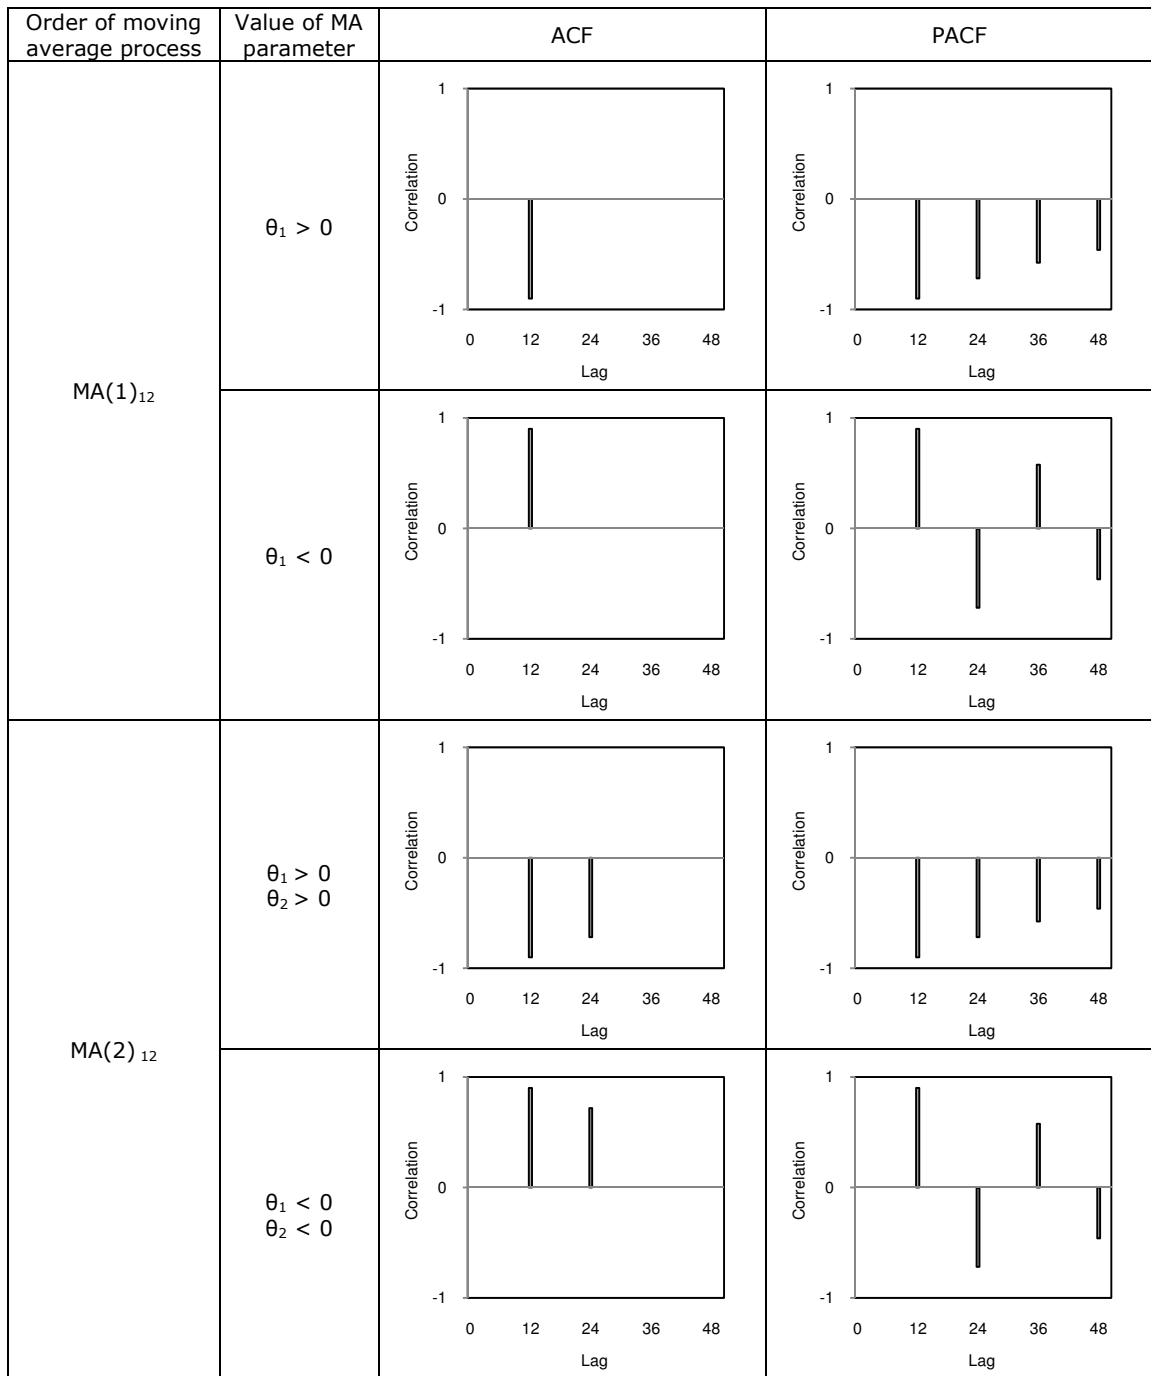 Order of moving average process
Value of MA parameter
ACF
PACF
MA(1)₁₂
θ₁ > 0
Correlation
1
0
-1
0 12 24 36 48
Lag
Correlation
1
0
-1
0 12 24 36 48
Lag
θ₁ < 0
Correlation
1
0
-1
0 12 24 36 48
Lag
Correlation
1
0
-1
0 12 24 36 48
Lag
MA(2) ₁₂
θ₁ > 0
θ₂ > 0
Correlation
1
0
-1
0 12 24 36 48
Lag
Correlation
1
0
-1
0 12 24 36 48
Lag
θ₁ < 0
θ₂ < 0
Correlation
1
0
-1
0 12 24 36 48
Lag
Correlation
1
0
-1
0 12 24 36 48
Lag